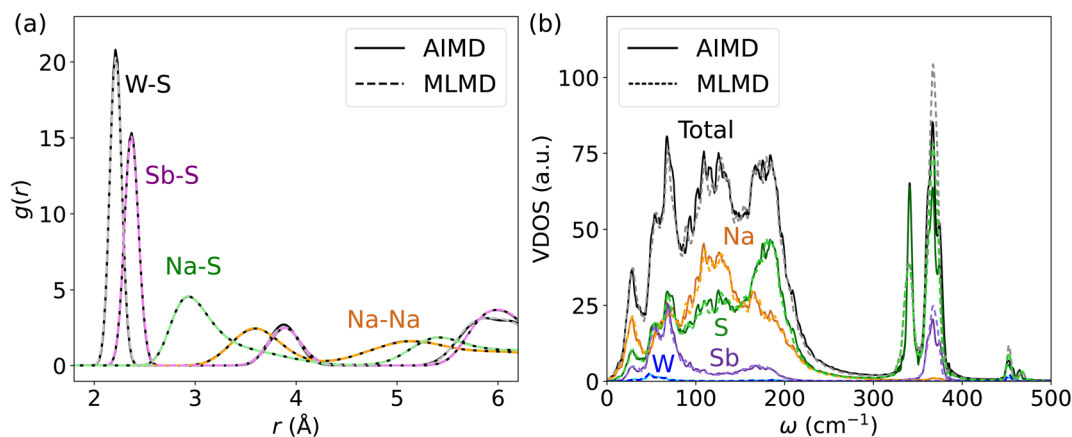 (a)
AIMD
MLMD
W-S
Sb-S
Na-S
Na-Na
20
15
10
5
0
g(r)
2
3
4
5
6
r (Å)
(b)
AIMD
MLMD
Total
Na
S
Sb
W
100
75
50
25
0
VDOS (a.u.)
0
100
200
300
400
500
ω (cm⁻¹)